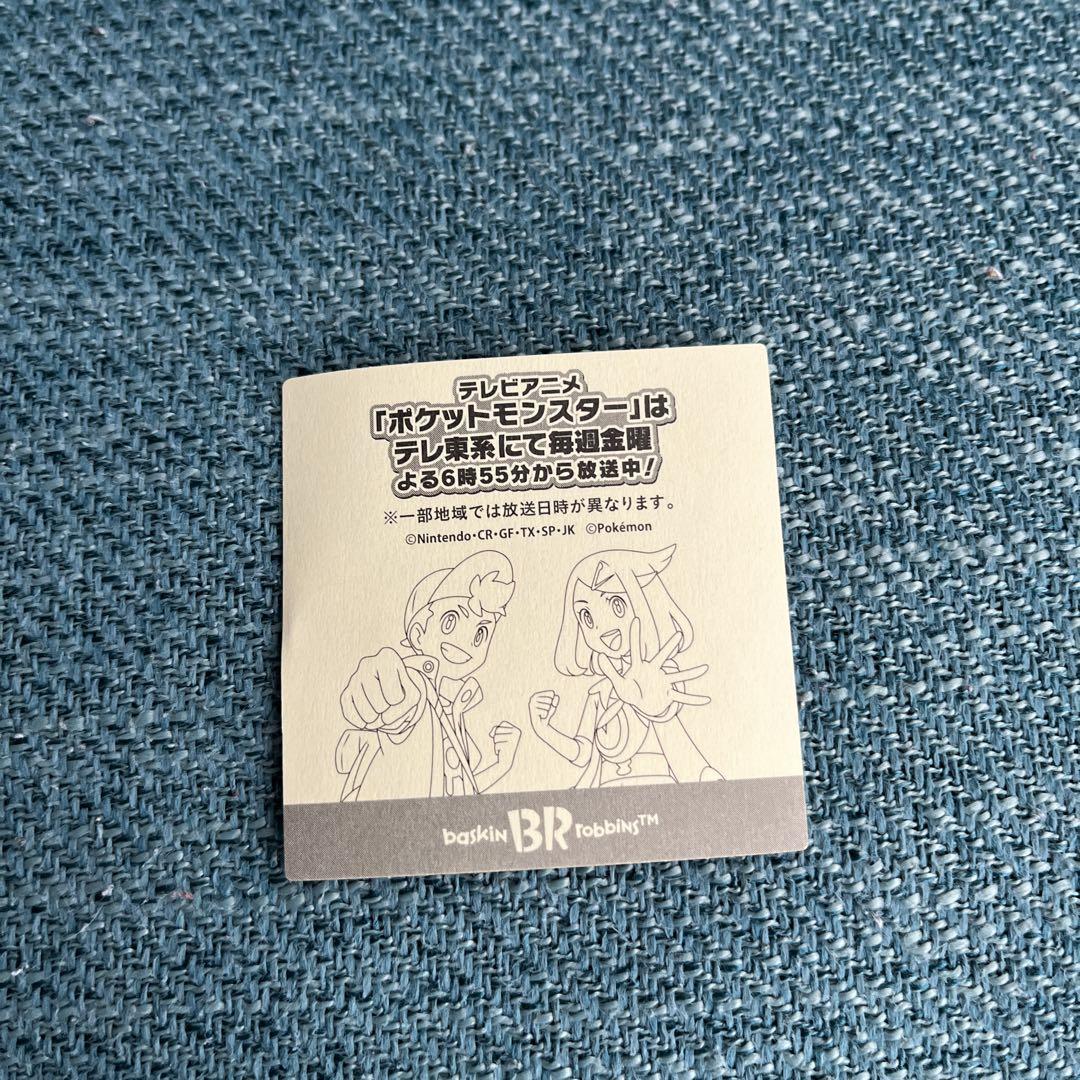 テレビアニメ
「ポケットモンスター」は
テレ東系にて毎週金曜
よる6時55分から放送中!
※一部地域では放送日時が異なります。
©Nintendo・CR・GF・TX・SP・JK ©Pokémon
baskin BR robbins™